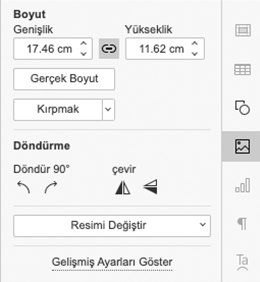 Boyut
Genişlik Yükseklik
17.46 cm 11.62 cm
Gerçek Boyut
Kırpmak
Döndürme
Döndür 90° çevir
Resimi Değiştir
Gelişmiş Ayarları Göster
Ta